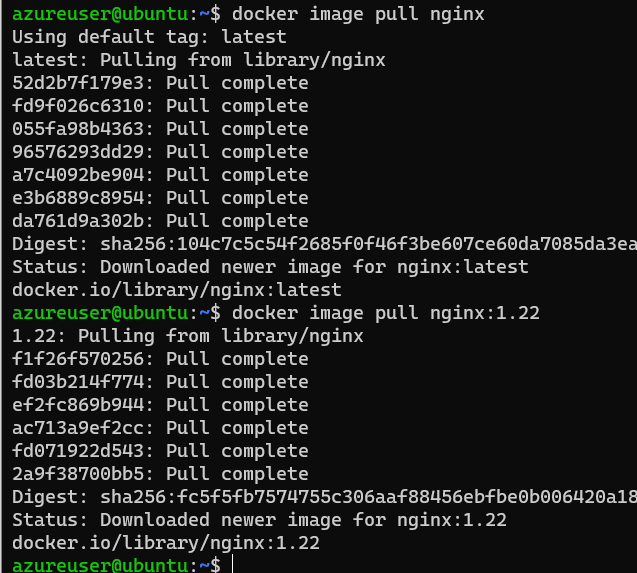 azureuser@ubuntu:~$ docker image pull nginx
Using default tag: latest
latest: Pulling from library/nginx
52d2b7f179e3: Pull complete
fd9f026c6310: Pull complete
055fa98b4363: Pull complete
96576293dd29: Pull complete
a7c4092be904: Pull complete
e3b6889c8954: Pull complete
da761d9a302b: Pull complete
Digest: sha256:104c7c5c54f2685f0f46f3be607ce60da7085da3ea
Status: Downloaded newer image for nginx:latest
docker.io/library/nginx:latest
azureuser@ubuntu:~$ docker image pull nginx:1.22
1.22: Pulling from library/nginx
f1f26f570256: Pull complete
fd03b214f774: Pull complete
ef2fc869b944: Pull complete
ac713a9ef2cc: Pull complete
fd071922d543: Pull complete
2a9f38700bb5: Pull complete
Digest: sha256:fc5f5fb7574755c306aaf88456ebfbe0b006420a18
Status: Downloaded newer image for nginx:1.22
docker.io/library/nginx:1.22
azureuser@ubuntu:~$